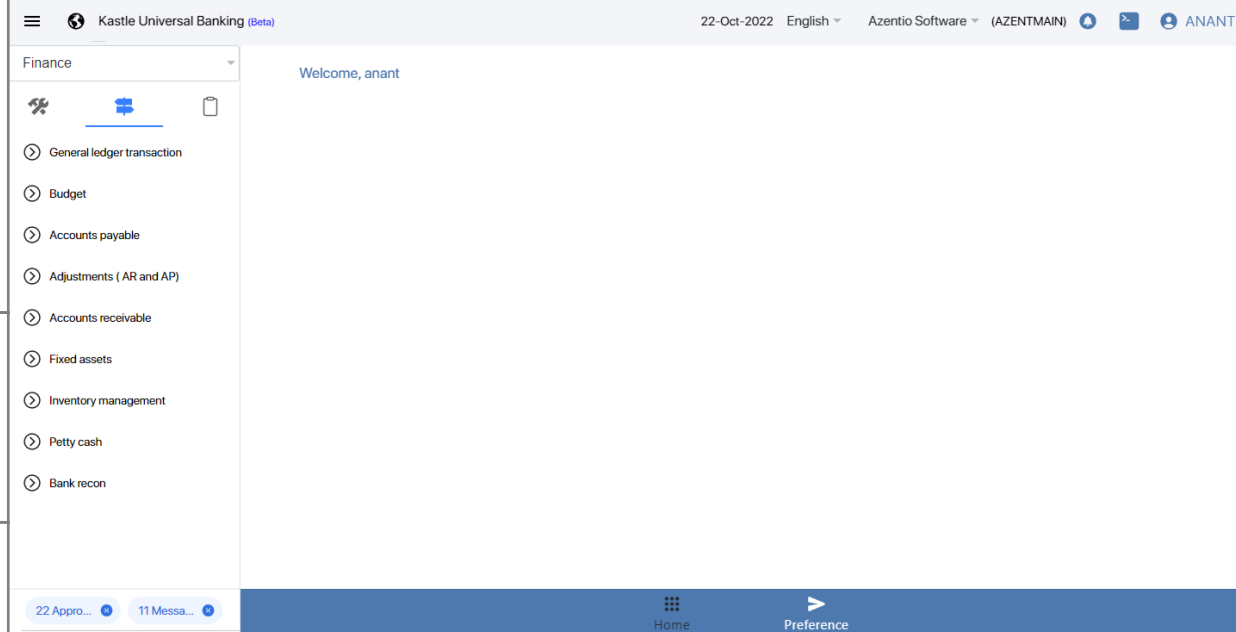 Kastle Universal Banking (Beta)
22-Oct-2022 English Azentio Software (AZENTMAIN) ANANT
Finance
Welcome, anant
General ledger transaction
Budget
Accounts payable
Adjustments ( AR and AP)
Accounts receivable
Fixed assets
Inventory management
Petty cash
Bank recon
22 Appro... 11 Messa...
Home Preference